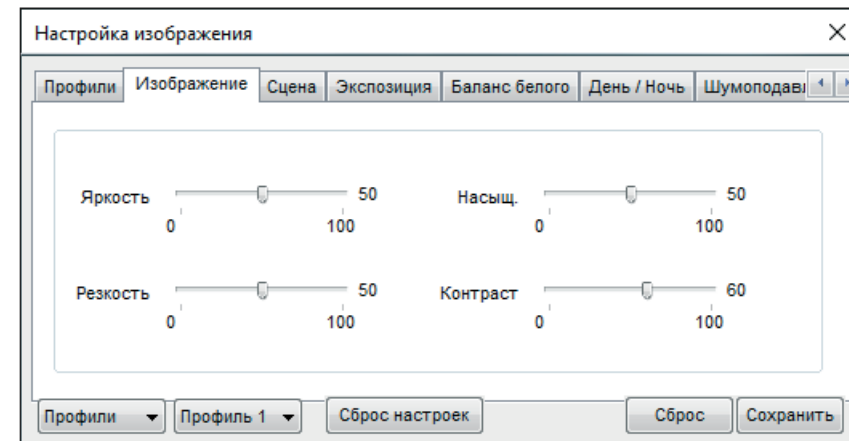 Настройка изображения
Профили Изображение Сцена Экспозиция Баланс белого День / Ночь Шумоподавл
Яркость 50 Насыщ. 50
0 100 0 100
Резкость 50 Контраст 60
0 100 0 100
Профили Профиль 1 Сброс настроек Сброс Сохранить